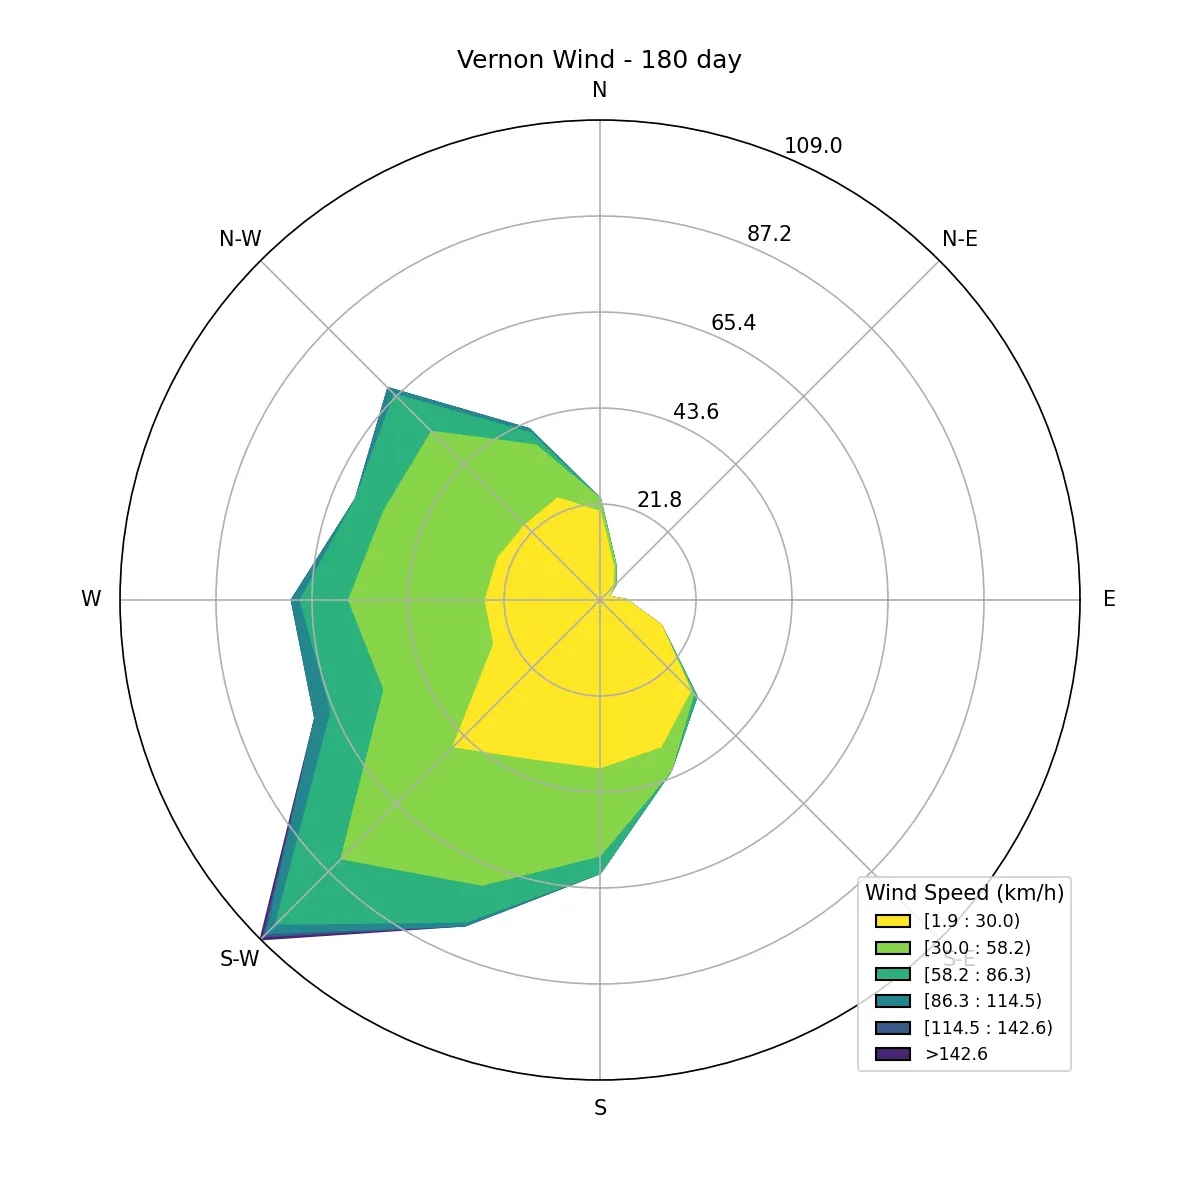 Vernon Wind - 180 day
N
109.0
N-W
87.2
N-E
65.4
43.6
21.8
W
E
Wind Speed (km/h)
[1.9 : 30.0)
[30.0 : 58.2)
S-W
S-E
[58.2 : 86.3)
[86.3 : 114.5)
[114.5 : 142.6)
>142.6
S